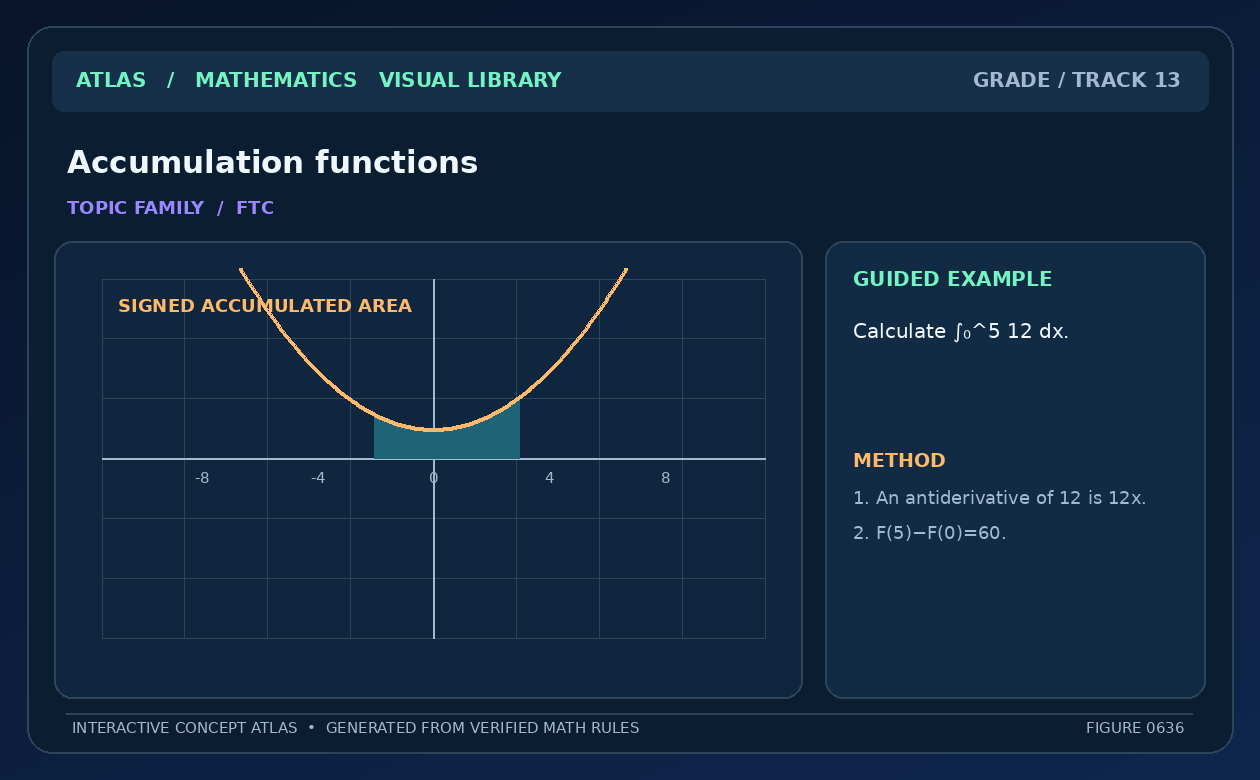 ATLAS / MATHEMATICS VISUAL LIBRARY GRADE / TRACK 13
Accumulation functions
TOPIC FAMILY / FTC
SIGNED ACCUMULATED AREA
-8 -4 0 4 8
GUIDED EXAMPLE
Calculate ∫₀^5 12 dx.
METHOD
1. An antiderivative of 12 is 12x.
2. F(5)−F(0)=60.
INTERACTIVE CONCEPT ATLAS • GENERATED FROM VERIFIED MATH RULES FIGURE 0636